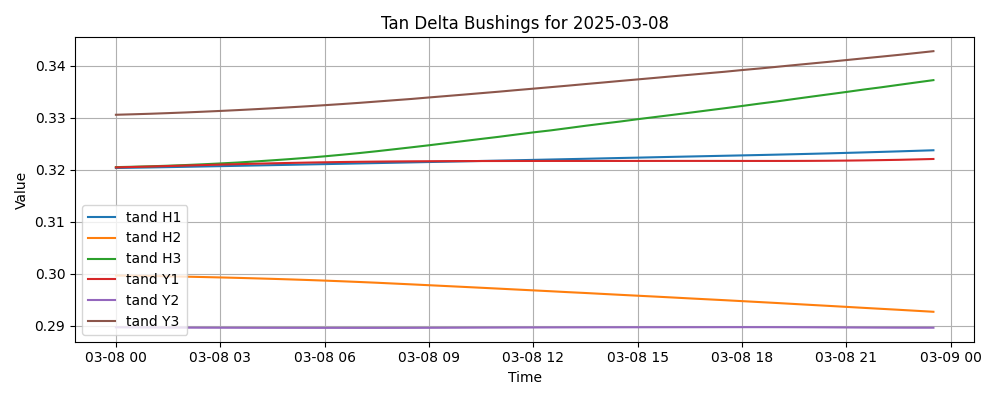 Tan Delta Bushings for 2025-03-08
Value
0.34
0.33
0.32
0.31
0.30
0.29
tand H1
tand H2
tand H3
tand Y1
tand Y2
tand Y3
03-08 00 03-08 03 03-08 06 03-08 09 03-08 12 03-08 15 03-08 18 03-08 21 03-09 00
Time